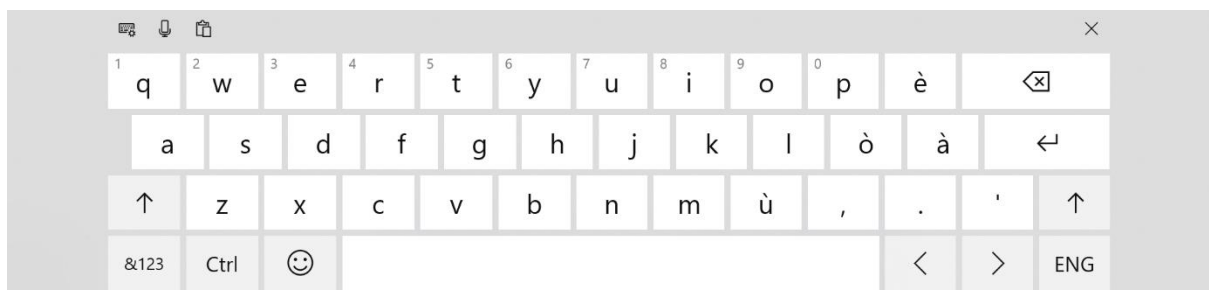 1 q 2 w 3 e 4 r 5 t 6 y 7 u 8 i 9 o 0 p è
a s d f g h j k l ò à
z x c v b n m ù , . '
&123 Ctrl < > ENG